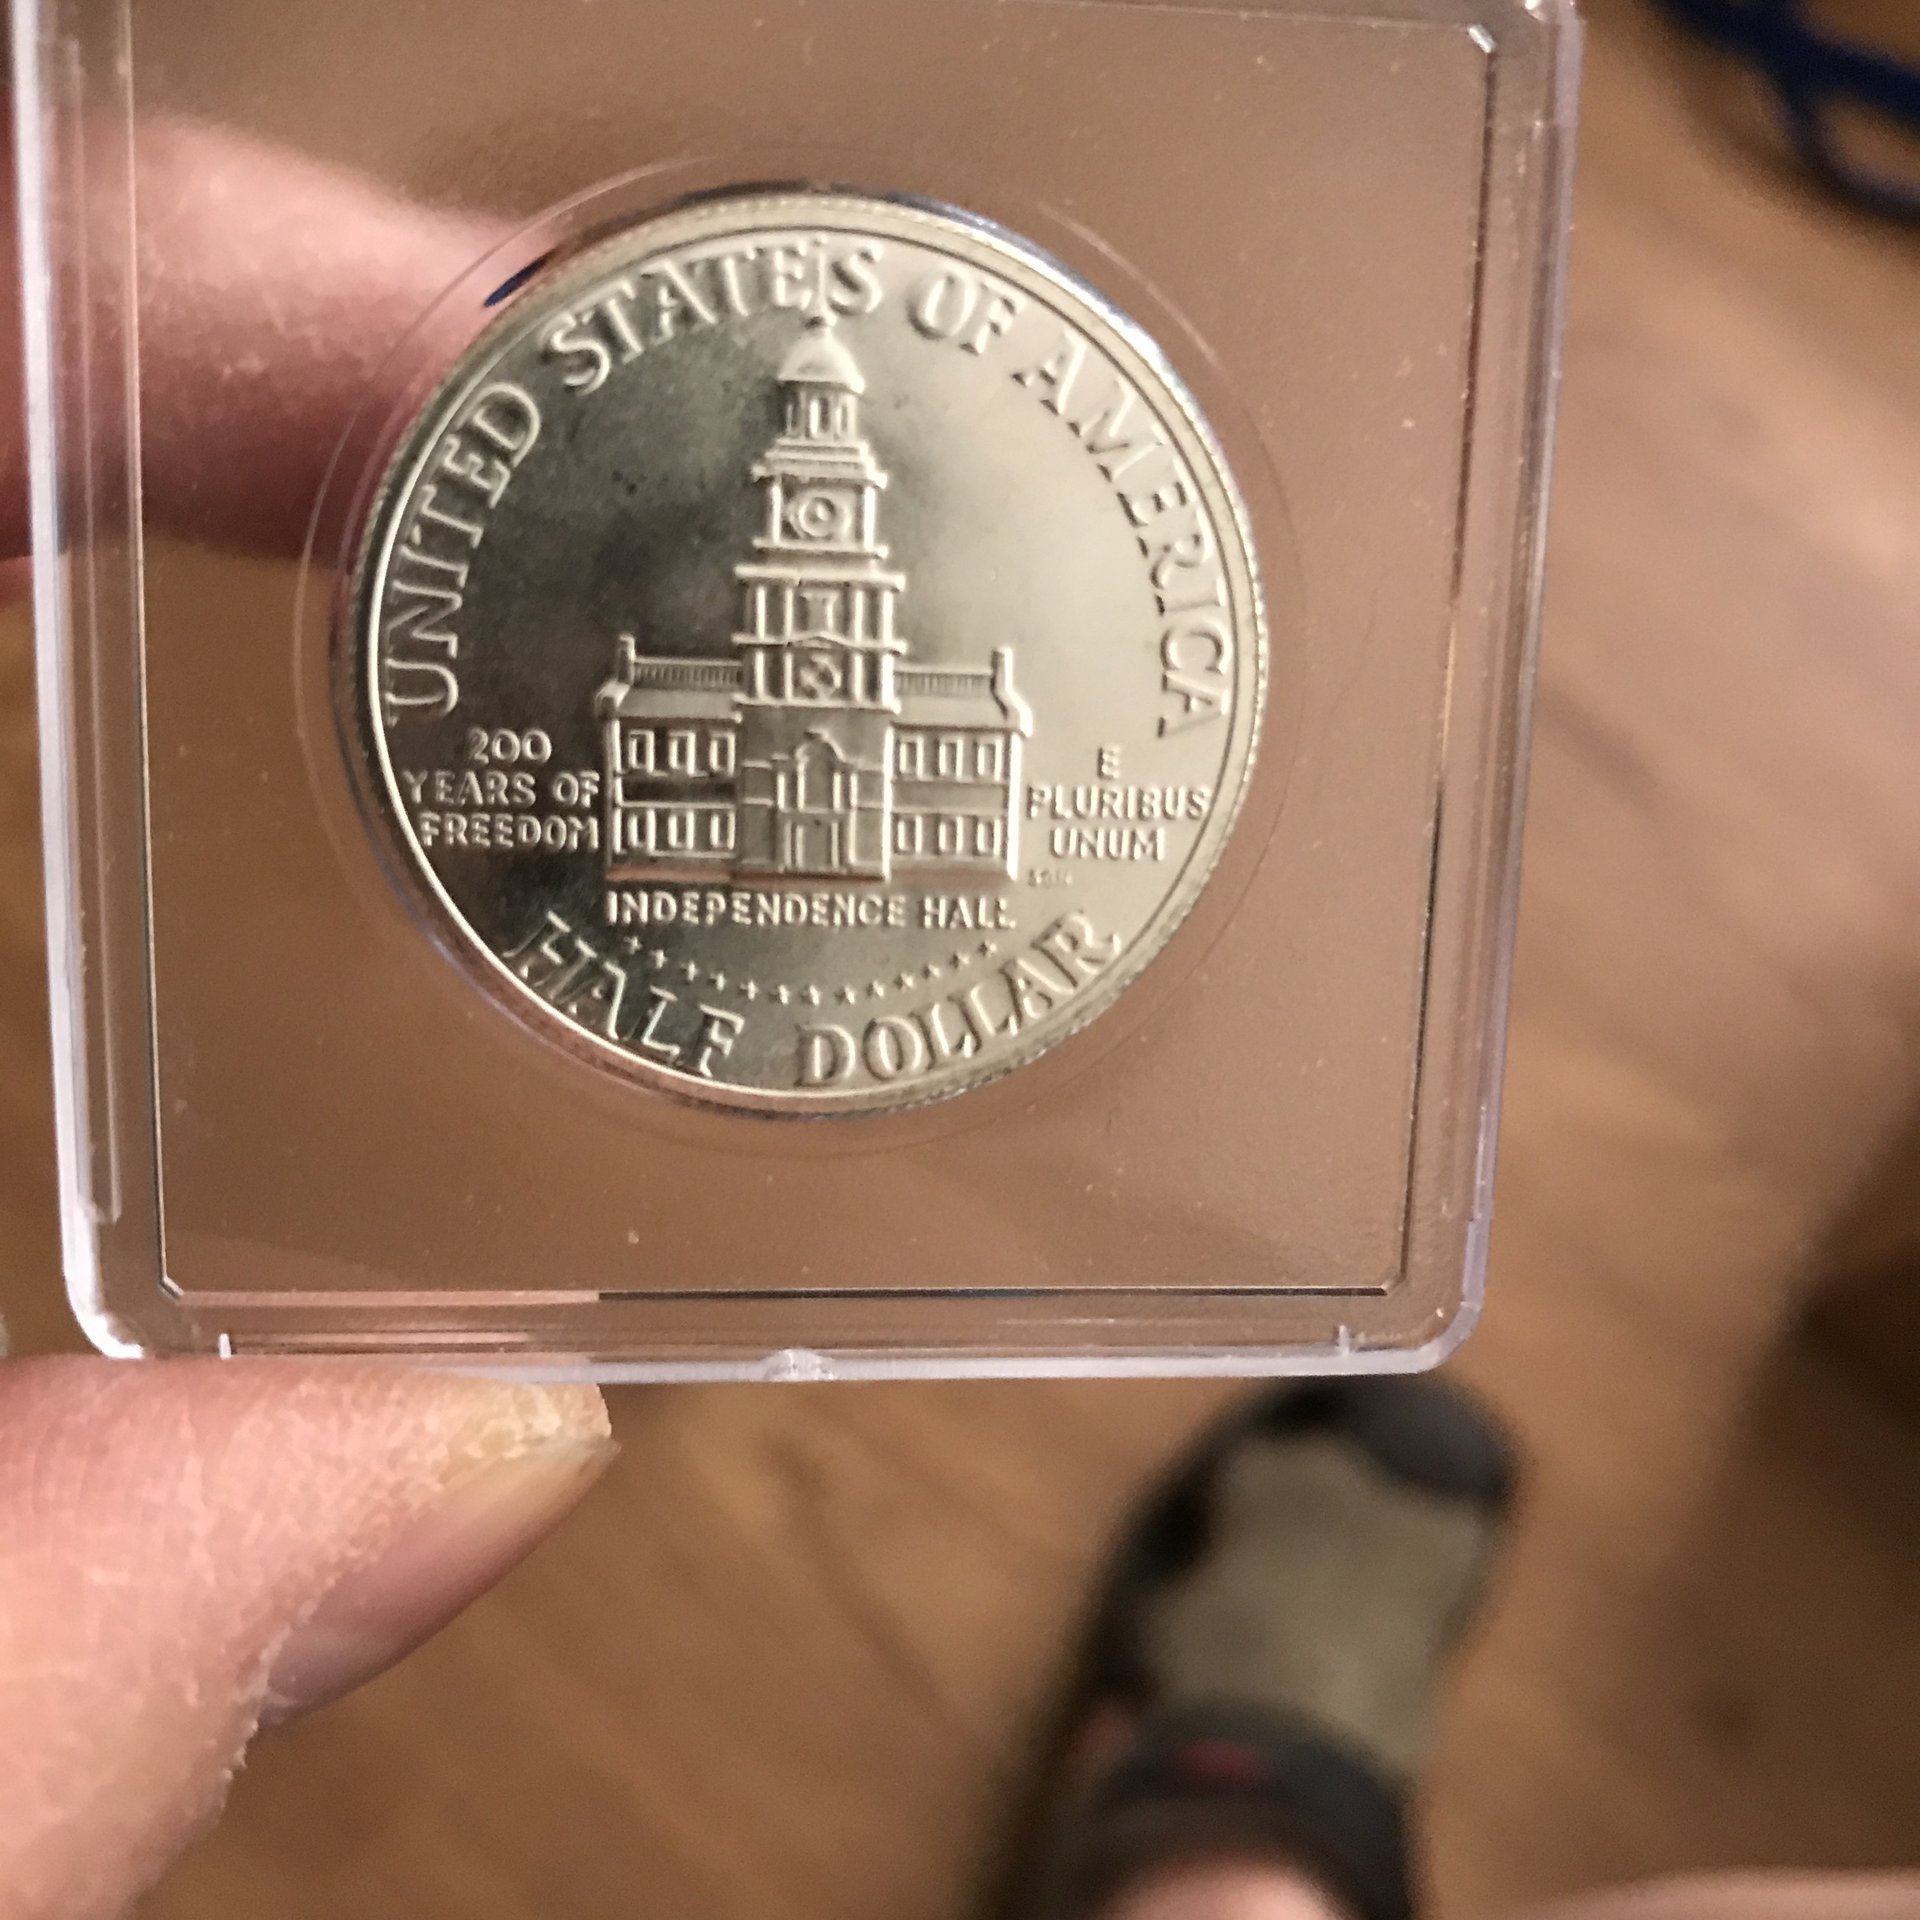 UNITED STATES OF AMERICA
200
YEARS OF
FREEDOM
E
PLURIBUS
UNUM
INDEPENDENCE HALL
HALF DOLLAR